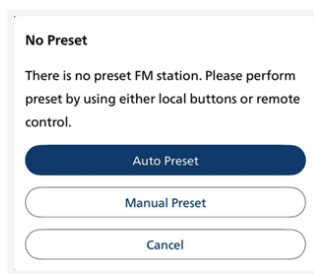 No Preset
There is no preset FM station. Please perform
preset by using either local buttons or remote
control.
Auto Preset
Manual Preset
Cancel